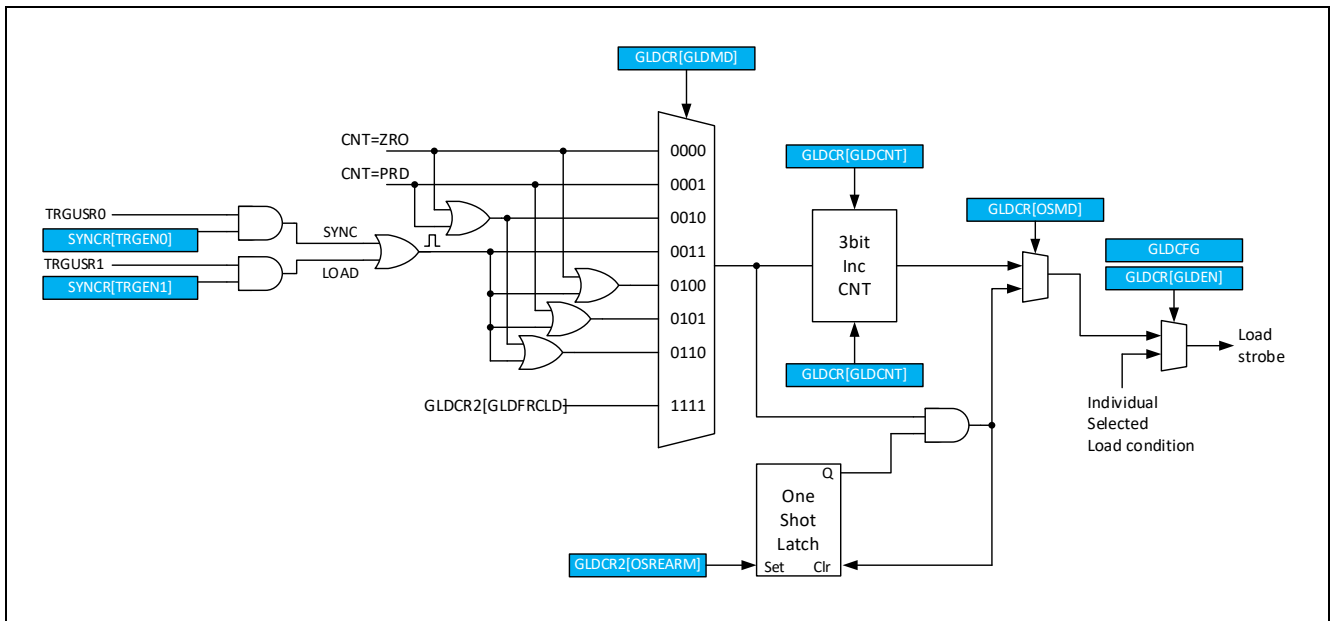 GLDCR[GLDMD]
CNT=ZRO
0000
GLDCR[GLDCNT]
CNT=PRD
0001
TRGUSR0
0010
GLDCR[OSMD]
SYNCR[TRGEN0]
SYNC
0011
3bit
Inc
CNT
GLDCFG
TRGUSR1
LOAD
GLDCR[GLDEN]
SYNCR[TRGEN1]
0100
0101
Load
strobe
0110
GLDCR[GLDCNT]
GLDCR2[GLDFRCLD]
1111
Individual
Selected
Load condition
Q
One
Shot
Latch
GLDCR2[OSREARM]
Set
Clr